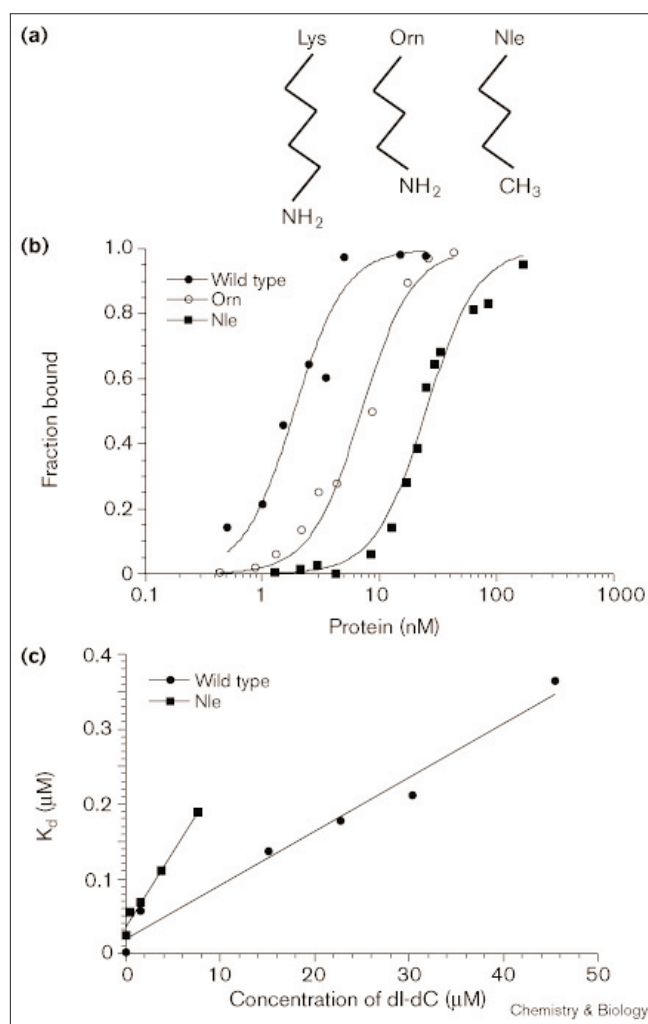 (a)
Lys Orn Nle
NH2 NH2 CH3
(b)
Wild type
Orn
Nle
Fraction bound
1.0
0.8
0.6
0.4
0.2
0
0.1 1 10 100 1000
Protein (nM)
(c)
Wild type
Nle
Kd (μM)
0.4
0.3
0.2
0.1
0
0 10 20 30 40 50
Concentration of dI-dC (μM)
Chemistry & Biology